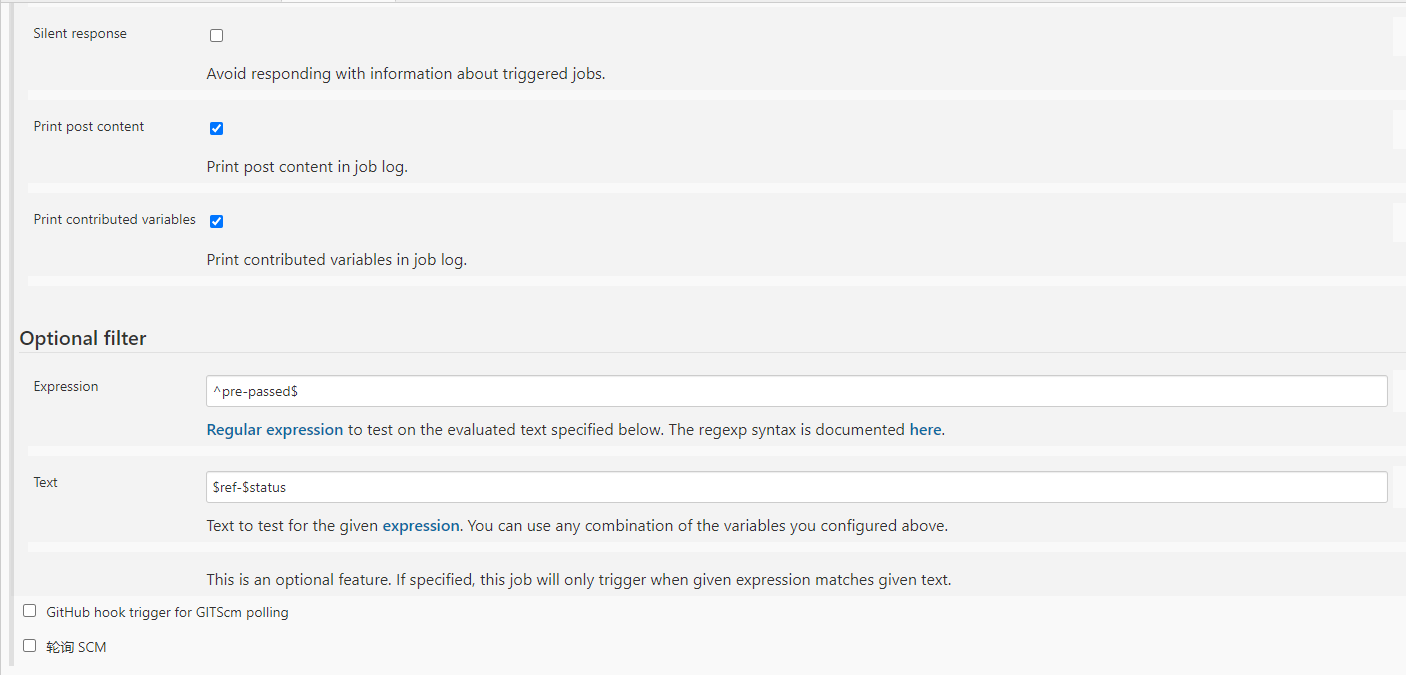 Silent response
Avoid responding with information about triggered jobs.
Print post content
Print post content in job log.
Print contributed variables
Print contributed variables in job log.
Optional filter
Expression
^pre-passed$
Regular expression to test on the evaluated text specified below. The regexp syntax is documented here.
Text
$ref-$status
Text to test for the given expression. You can use any combination of the variables you configured above.
This is an optional feature. If specified, this job will only trigger when given expression matches given text.
GitHub hook trigger for GITScm polling
轮询 SCM